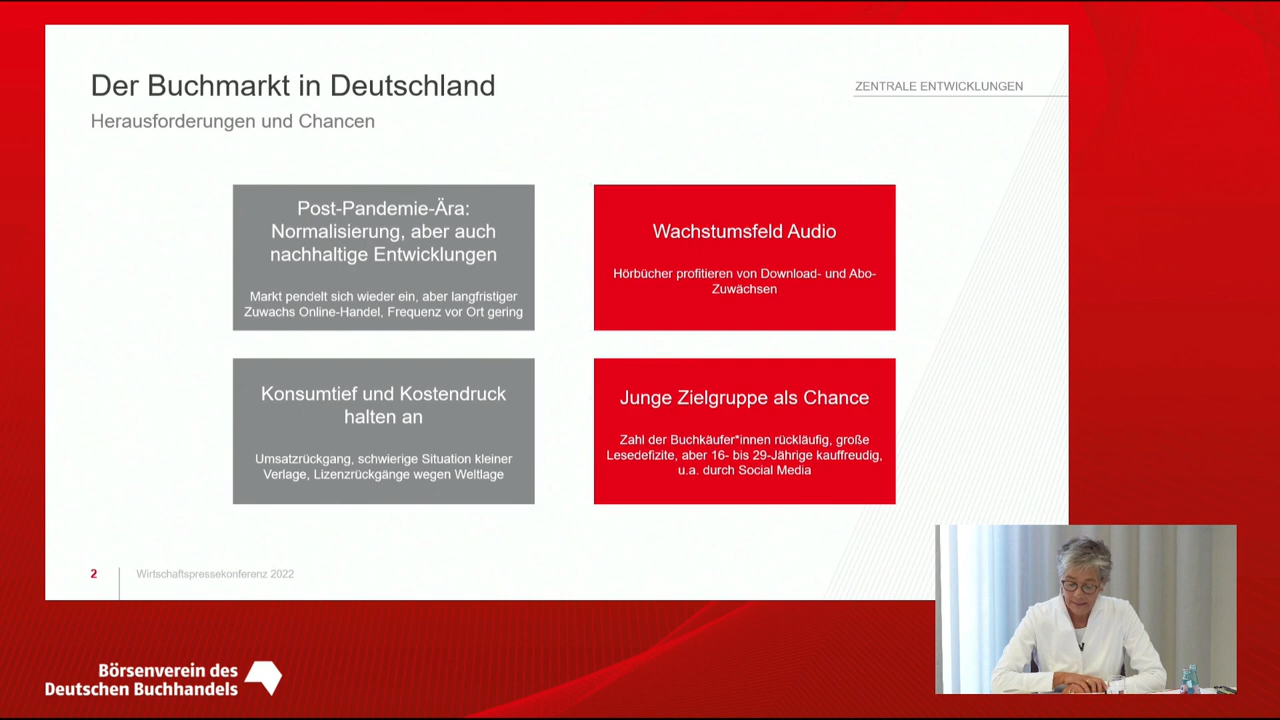 Der Buchmarkt in Deutschland
Herausforderungen und Chancen
ZENTRALE ENTWICKLUNGEN
Post-Pandemie-Ära:
Normalisierung, aber auch
nachhaltige Entwicklungen
Markt pendelt sich wieder ein, aber langfristiger
Zuwachs Online-Handel, Frequenz vor Ort gering
Wachstumsfeld Audio
Hörbücher profitieren von Download- und Abo-
Zuwächsen
Konsumtief und Kostendruck
halten an
Umsatzrückgang, schwierige Situation kleiner
Verlage, Lizenzrückgänge wegen Weltlage
Junge Zielgruppe als Chance
Zahl der Buchkäufer*innen rückläufig, große
Lesedefizite, aber 16- bis 29-Jährige kauffreudig,
u.a. durch Social Media
2
Wirtschaftspressekonferenz 2022
Börsenverein des
Deutschen Buchhandels